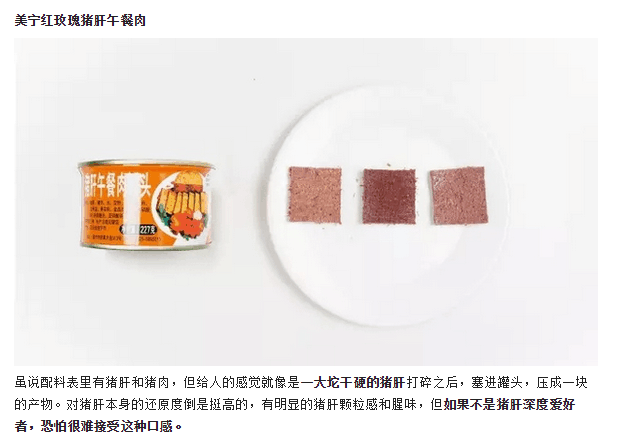 美宁红玫瑰猪肝午餐肉
猪肝午餐肉
头
227克
虽说配料表里有猪肝和猪肉，但给人的感觉就像是一大坨干硬的猪肝打碎之后，塞进罐头，压成一块
的产物。对猪肝本身的还原度倒是挺高的，有明显的猪肝颗粒感和腥味，但如果不是猪肝深度爱好
者，恐怕很难接受这种口感。